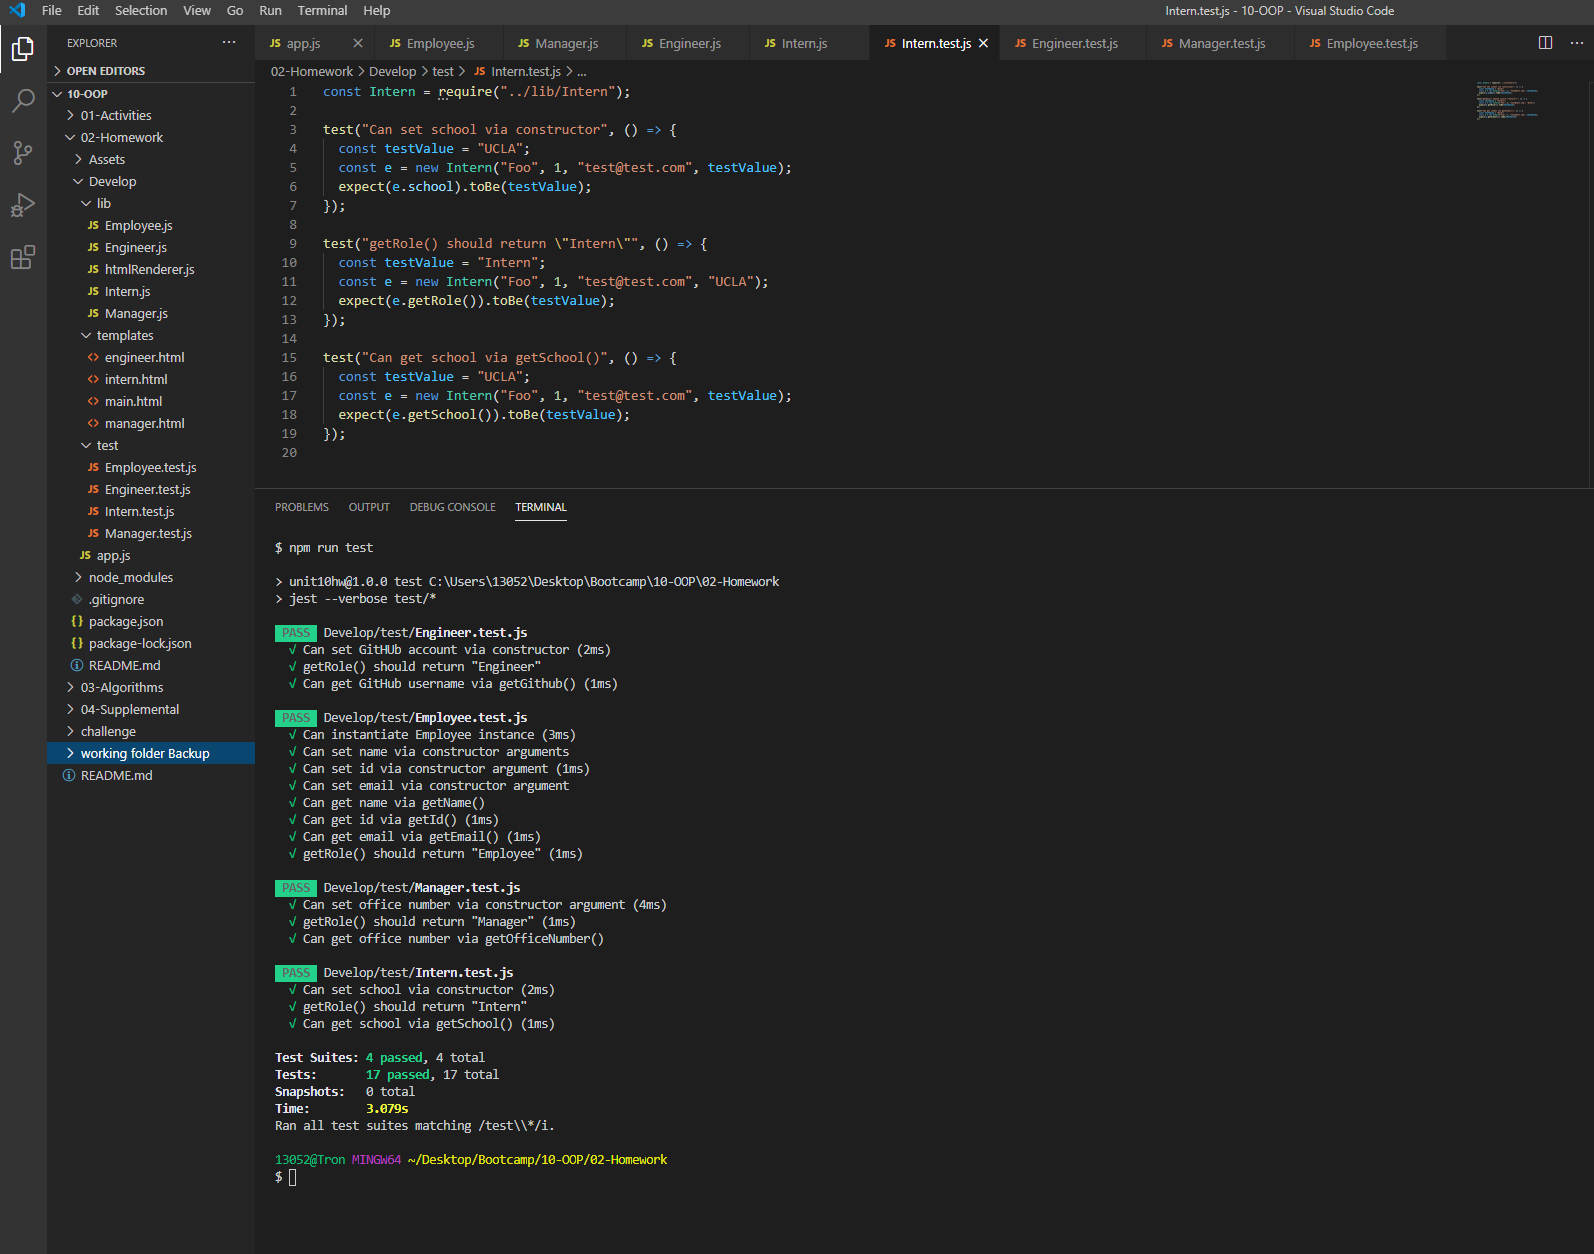 File Edit Selection View Go Run Terminal Help
Intern.test.js - 10-OOP - Visual Studio Code
EXPLORER ...
OPEN EDITORS
10-OOP
01-Activities
02-Homework
Assets
Develop
lib
JS Employee.js
JS Engineer.js
JS htmlRenderer.js
JS Intern.js
JS Manager.js
templates
<> engineer.html
<> intern.html
<> main.html
<> manager.html
test
JS Employee.test.js
JS Engineer.test.js
JS Intern.test.js
JS Manager.test.js
JS app.js
node_modules
.gitignore
{} package.json
{} package-lock.json
README.md
03-Algorithms
04-Supplemental
challenge
working folder Backup
README.md
JS app.js JS Employee.js JS Manager.js JS Engineer.js JS Intern.js JS Intern.test.js JS Engineer.test.js JS Manager.test.js JS Employee.test.js
02-Homework > Develop > test > JS Intern.test.js > ...
1 const Intern = require("../lib/Intern");
2
3 test("Can set school via constructor", () => {
4 const testValue = "UCLA";
5 const e = new Intern("Foo", 1, "test@test.com", testValue);
6 expect(e.school).toBe(testValue);
7 });
8
9 test("getRole() should return \"Intern\"", () => {
10 const testValue = "Intern";
11 const e = new Intern("Foo", 1, "test@test.com", "UCLA");
12 expect(e.getRole()).toBe(testValue);
13 });
14
15 test("Can get school via getSchool()", () => {
16 const testValue = "UCLA";
17 const e = new Intern("Foo", 1, "test@test.com", testValue);
18 expect(e.getSchool()).toBe(testValue);
19 });
20
PROBLEMS OUTPUT DEBUG CONSOLE TERMINAL
$ npm run test
> unit10hw@1.0.0 test C:\Users\13052\Desktop\Bootcamp\10-OOP\02-Homework
> jest --verbose test/*
PASS Develop/test/Engineer.test.js
√ Can set GitHUb account via constructor (2ms)
√ getRole() should return "Engineer"
√ Can get GitHub username via getGithub() (1ms)
PASS Develop/test/Employee.test.js
√ Can instantiate Employee instance (3ms)
√ Can set name via constructor arguments
√ Can set id via constructor argument (1ms)
√ Can set email via constructor argument
√ Can get name via getName()
√ Can get id via getId() (1ms)
√ Can get email via getEmail() (1ms)
√ getRole() should return "Employee" (1ms)
PASS Develop/test/Manager.test.js
√ Can set office number via constructor argument (4ms)
√ getRole() should return "Manager" (1ms)
√ Can get office number via getOfficeNumber()
PASS Develop/test/Intern.test.js
√ Can set school via constructor (2ms)
√ getRole() should return "Intern"
√ Can get school via getSchool() (1ms)
Test Suites: 4 passed, 4 total
Tests: 17 passed, 17 total
Snapshots: 0 total
Time: 3.079s
Ran all test suites matching /test\\*/i.
13052@Tron MINGW64 ~/Desktop/Bootcamp/10-OOP/02-Homework
$